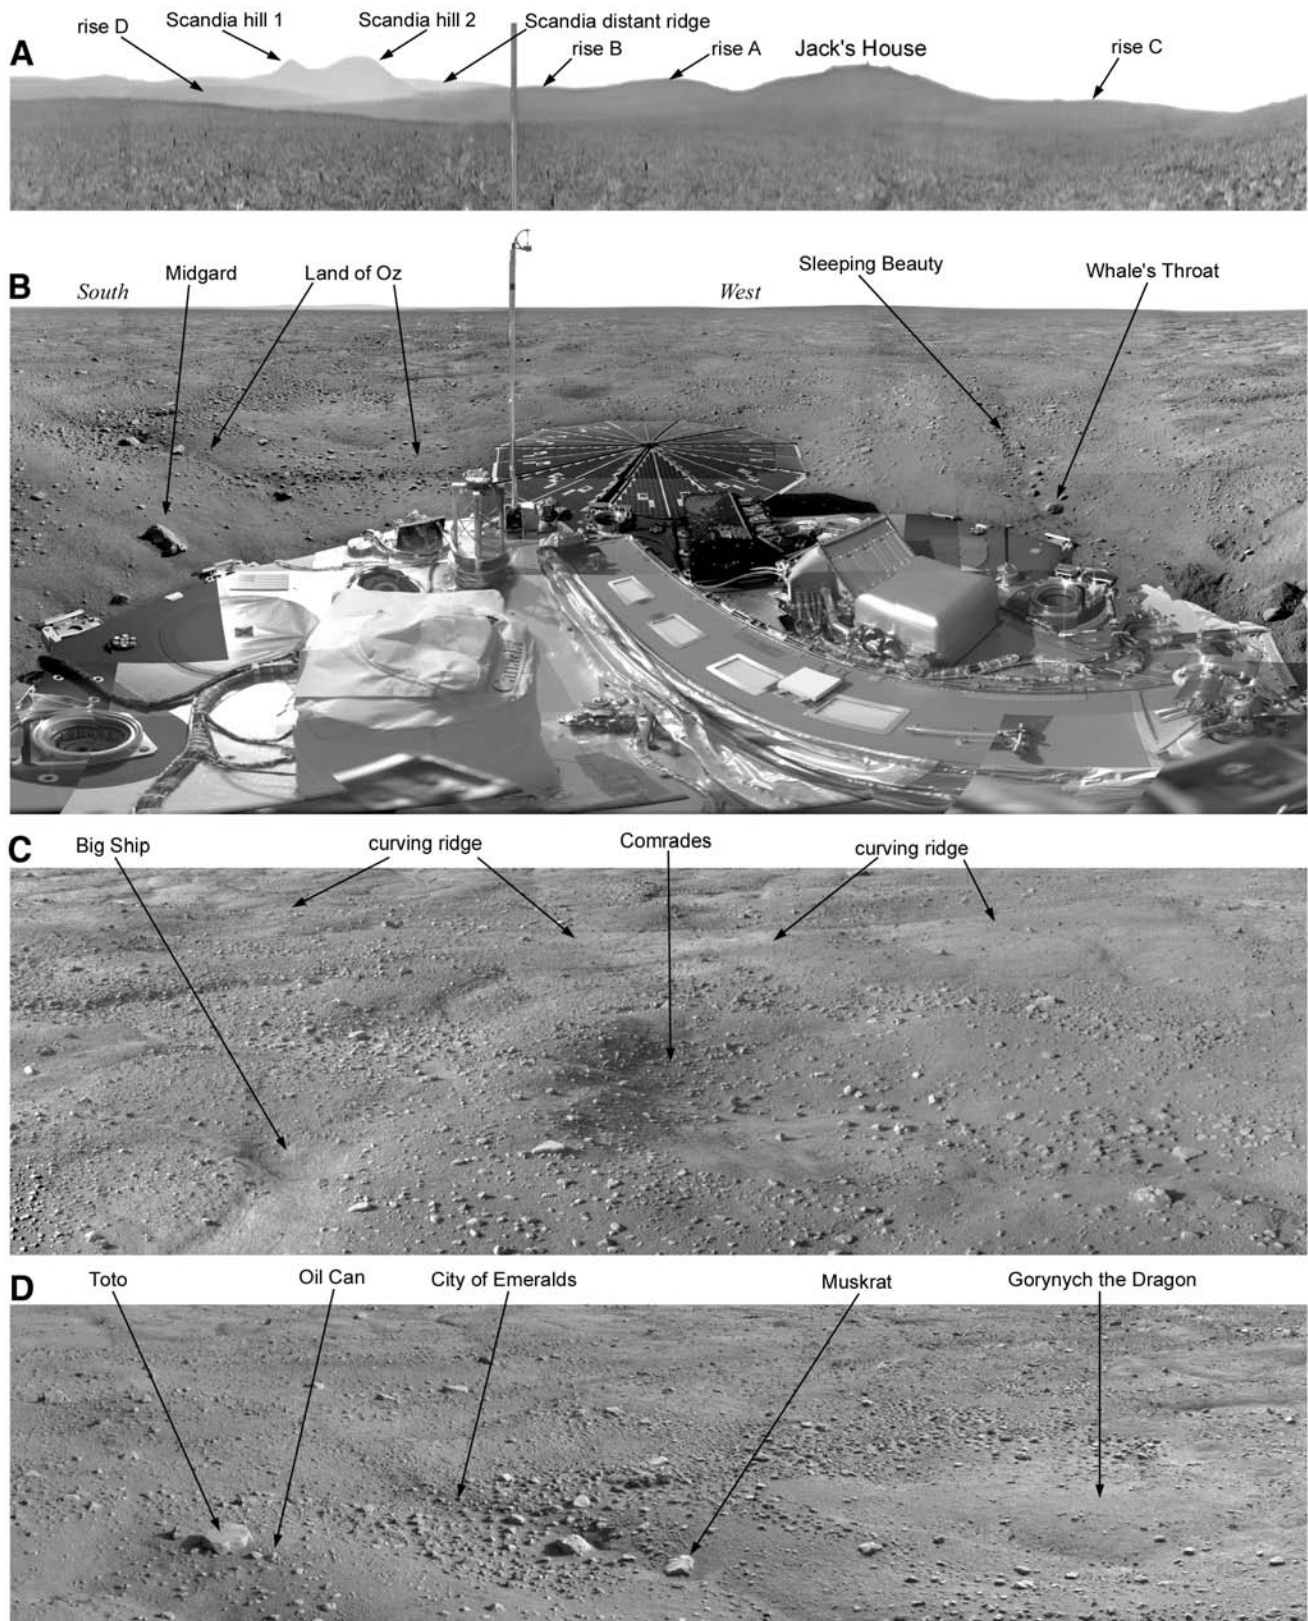 A
rise D
Scandia hill 1
Scandia hill 2
Scandia distant ridge
rise B
rise A
Jack's House
rise C
B
South
Midgard
Land of Oz
West
Sleeping Beauty
Whale's Throat
Canada
C
Big Ship
curving ridge
Comrades
curving ridge
D
Toto
Oil Can
City of Emeralds
Muskrat
Gorynych the Dragon